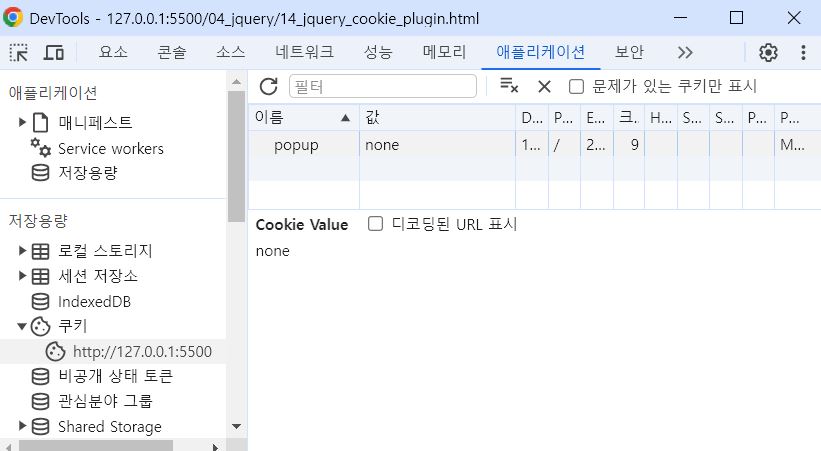 DevTools - 127.0.0.1:5500/04_jquery/14_jquery_cookie_plugin.html
요소 콘솔 소스 네트워크 성능 메모리 애플리케이션 보안
애플리케이션
매니페스트
Service workers
저장용량
저장용량
로컬 스토리지
세션 저장소
IndexedDB
쿠키
http://127.0.0.1:5500
비공개 상태 토큰
관심분야 그룹
Shared Storage
필터 문제가 있는 쿠키만 표시
이름 값 D... P... E... 크... H... S... S... P... P...
popup none 1... / 2... 9 M...
Cookie Value 디코딩된 URL 표시
none